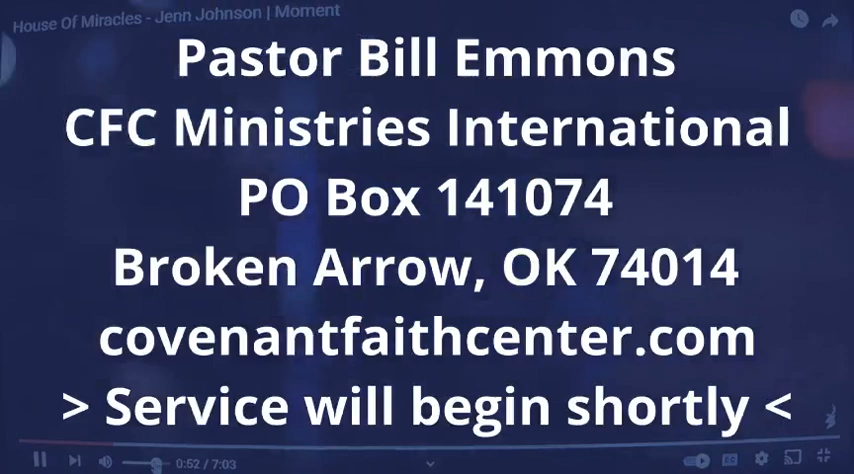 House Of Miracles - Jenn Johnson | Moment
Pastor Bill Emmons
CFC Ministries International
PO Box 141074
Broken Arrow, OK 74014
covenantfaithcenter.com
> Service will begin shortly <
0:52 / 7:03